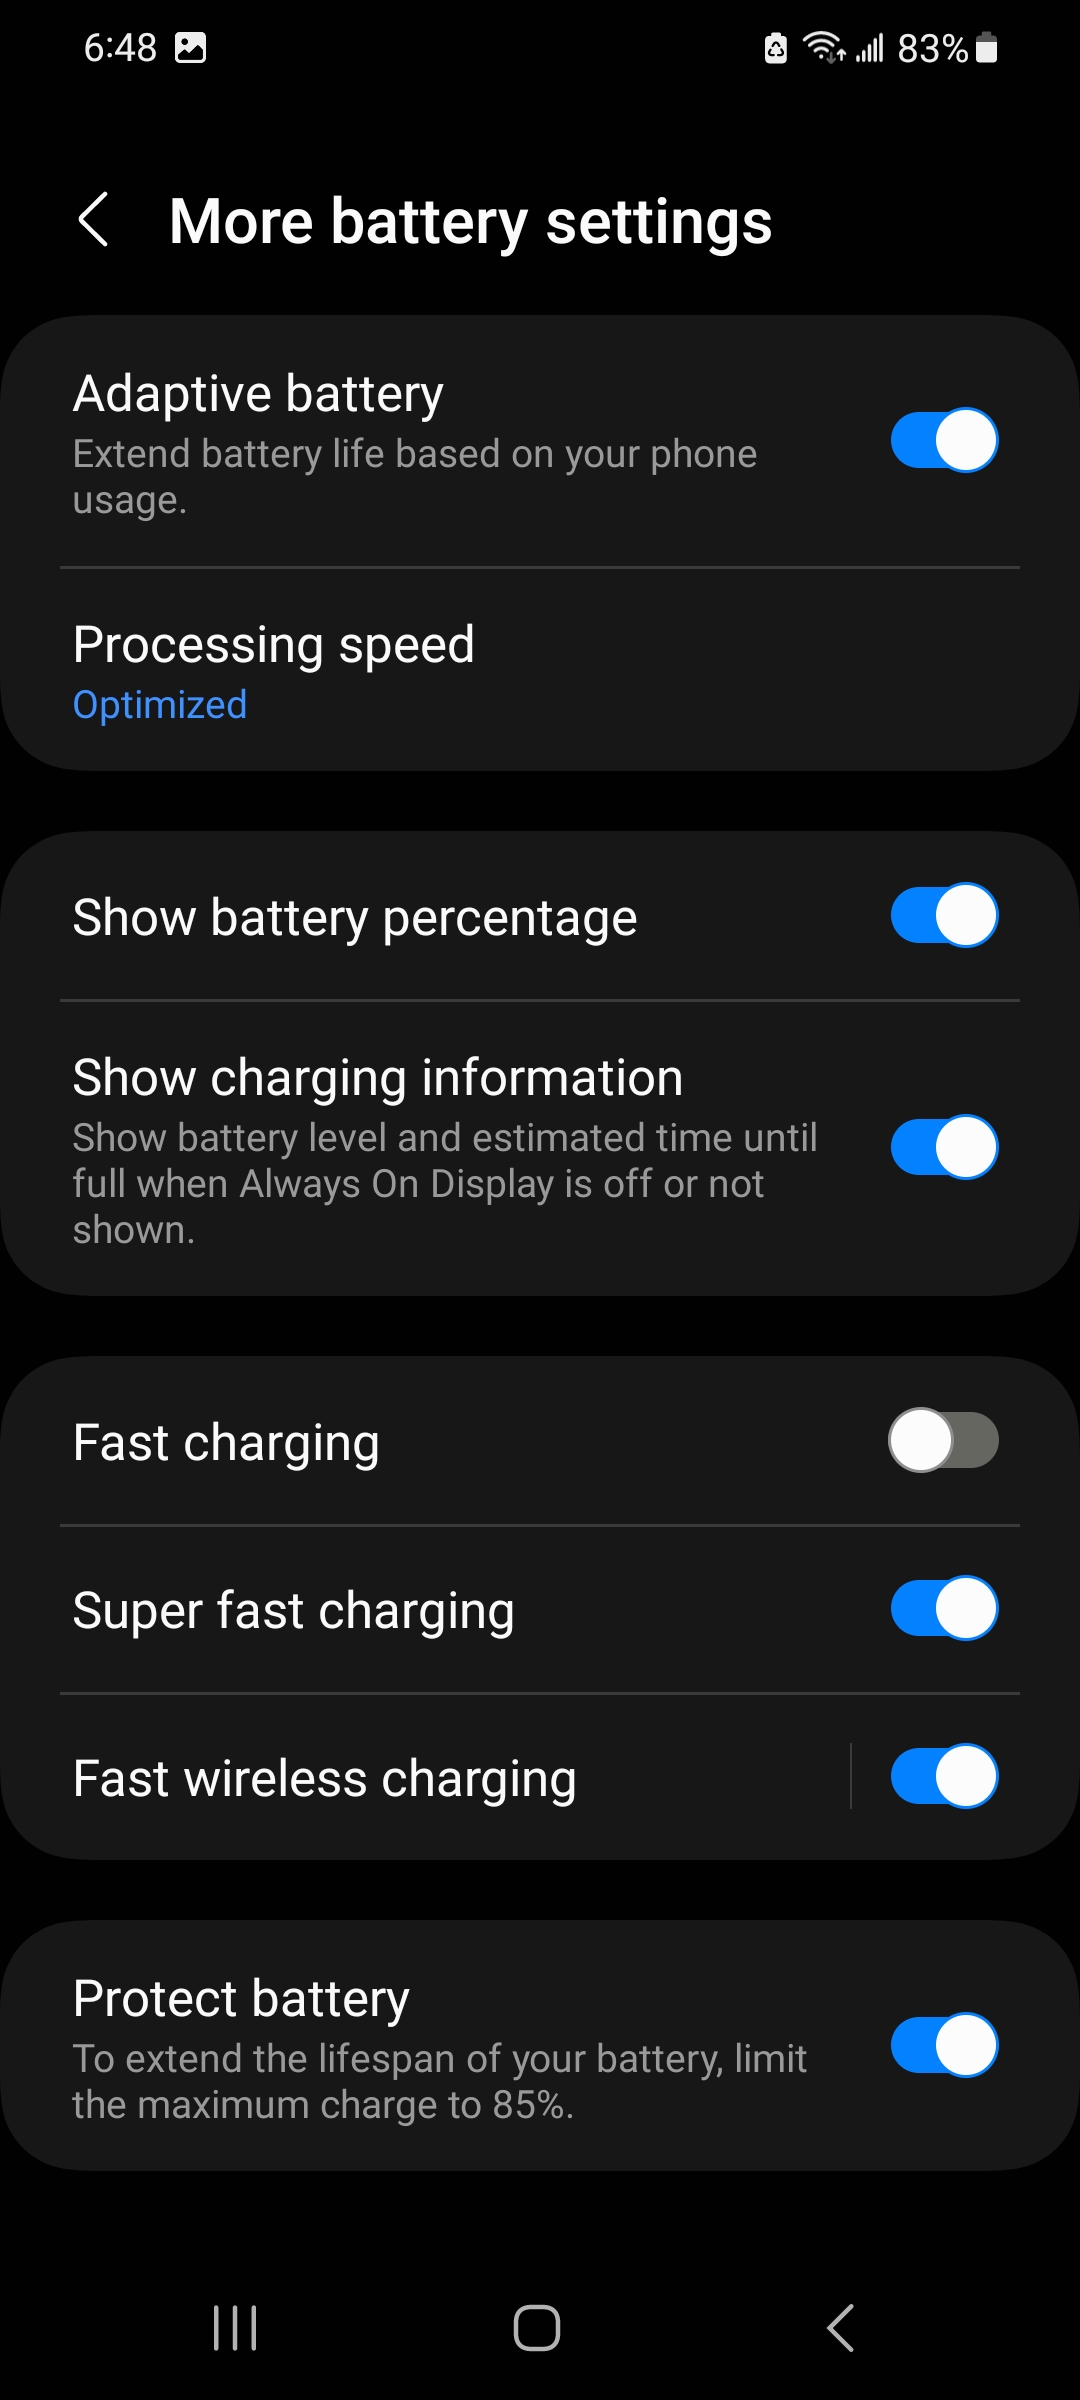 6:48 83%
More battery settings
Adaptive battery
Extend battery life based on your phone
usage.
Processing speed
Optimized
Show battery percentage
Show charging information
Show battery level and estimated time until
full when Always On Display is off or not
shown.
Fast charging
Super fast charging
Fast wireless charging
Protect battery
To extend the lifespan of your battery, limit
the maximum charge to 85%.